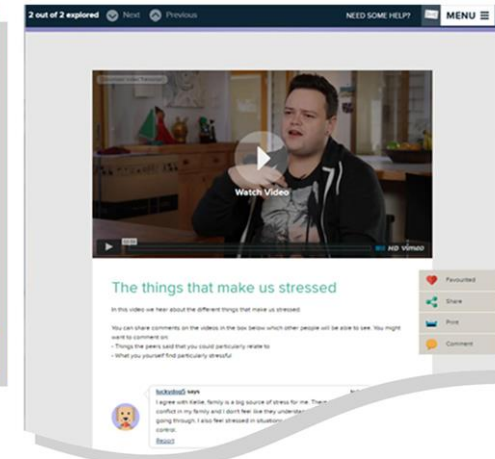 2 out of 2 explored Next Previous NEED SOME HELP? MENU
Watch Video
HD vimeo
The things that make us stressed
In this video we hear about the different things that make us stressed.
You can share comments on the videos in the box below which other people will be able to see. You might
want to comment on:
- Things the peers said that you could particularly relate to
- What you yourself find particularly stressful
Favourited
Share
Print
Comment
luckydog5 says
I agree with Kellie, family is a big source of stress for me. There
conflict in my family and I don't feel like they understand
going through. I also feel stressed in situations
control.
Report